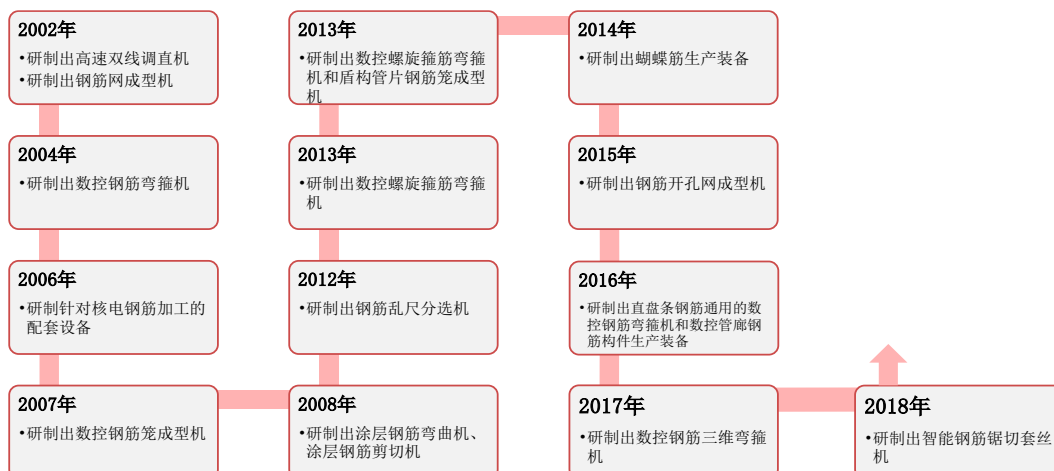 2002年
•研制出高速双线调直机
•研制出钢筋网成型机
2004年
•研制出数控钢筋弯箍机
2006年
•研制针对核电钢筋加工的
配套设备
2007年
•研制出数控钢筋笼成型机
2008年
•研制出涂层钢筋弯曲机、
涂层钢筋剪切机
2012年
•研制出钢筋乱尺分选机
2013年
•研制出数控螺旋箍筋弯箍
机
2013年
•研制出数控螺旋箍筋弯箍
机和盾构管片钢筋笼成型
机
2014年
•研制出蝴蝶筋生产装备
2015年
•研制出钢筋开孔网成型机
2016年
•研制出直盘条钢筋通用的数
控钢筋弯箍机和数控管廊钢
筋构件生产装备
2017年
•研制出数控钢筋三维弯箍
机
2018年
•研制出智能钢筋锯切套丝
机